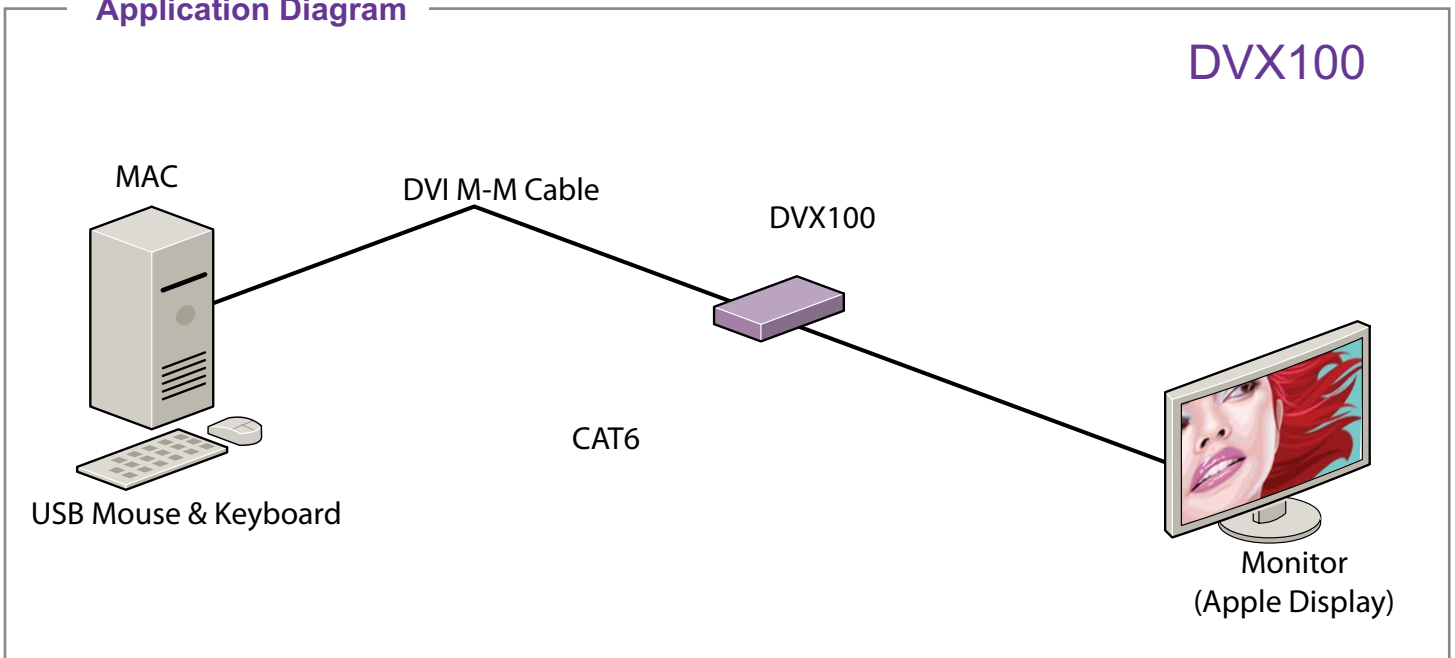 Application Diagram
DVX100
MAC
DVI M-M Cable
DVX100
CAT6
USB Mouse & Keyboard
Monitor
(Apple Display)